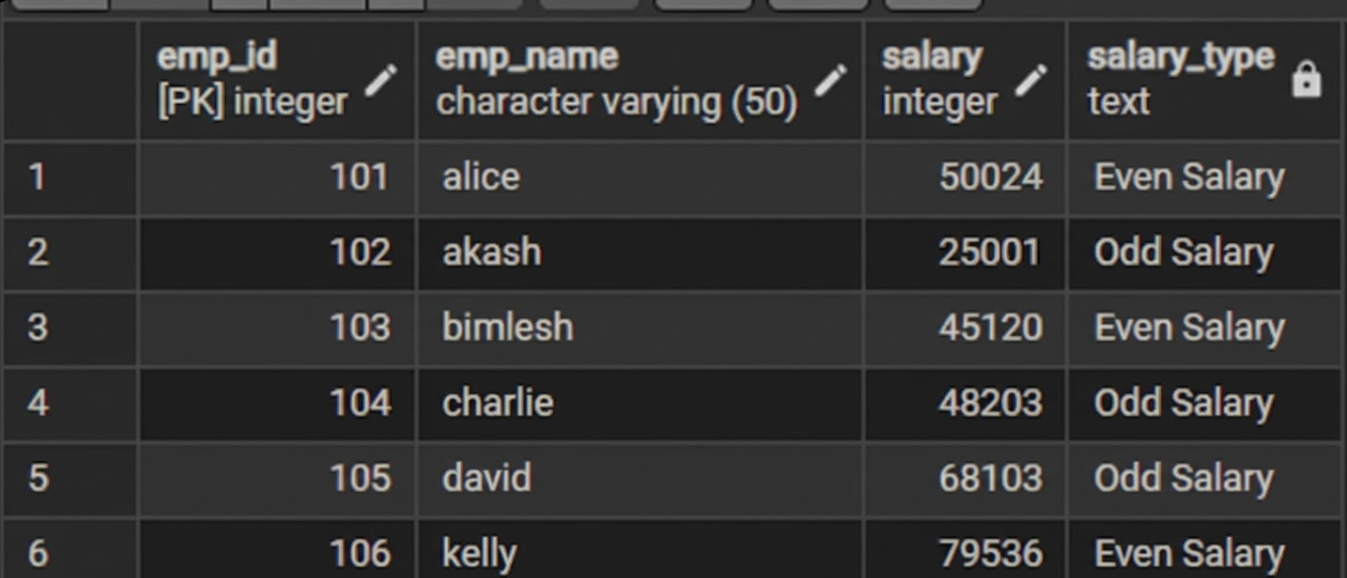 emp_id emp_name salary salary_type
[PK] integer character varying (50) integer text
1 101 alice 50024 Even Salary
2 102 akash 25001 Odd Salary
3 103 bimlesh 45120 Even Salary
4 104 charlie 48203 Odd Salary
5 105 david 68103 Odd Salary
6 106 kelly 79536 Even Salary